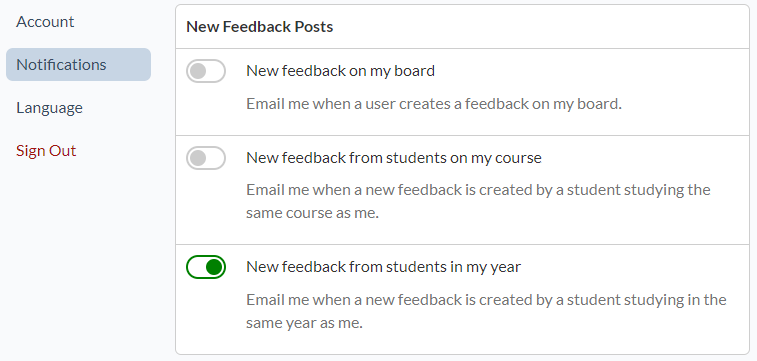 Account
Notifications
Language
Sign Out
New Feedback Posts
New feedback on my board
Email me when a user creates a feedback on my board.
New feedback from students on my course
Email me when a new feedback is created by a student studying the
same course as me.
New feedback from students in my year
Email me when a new feedback is created by a student studying in the
same year as me.